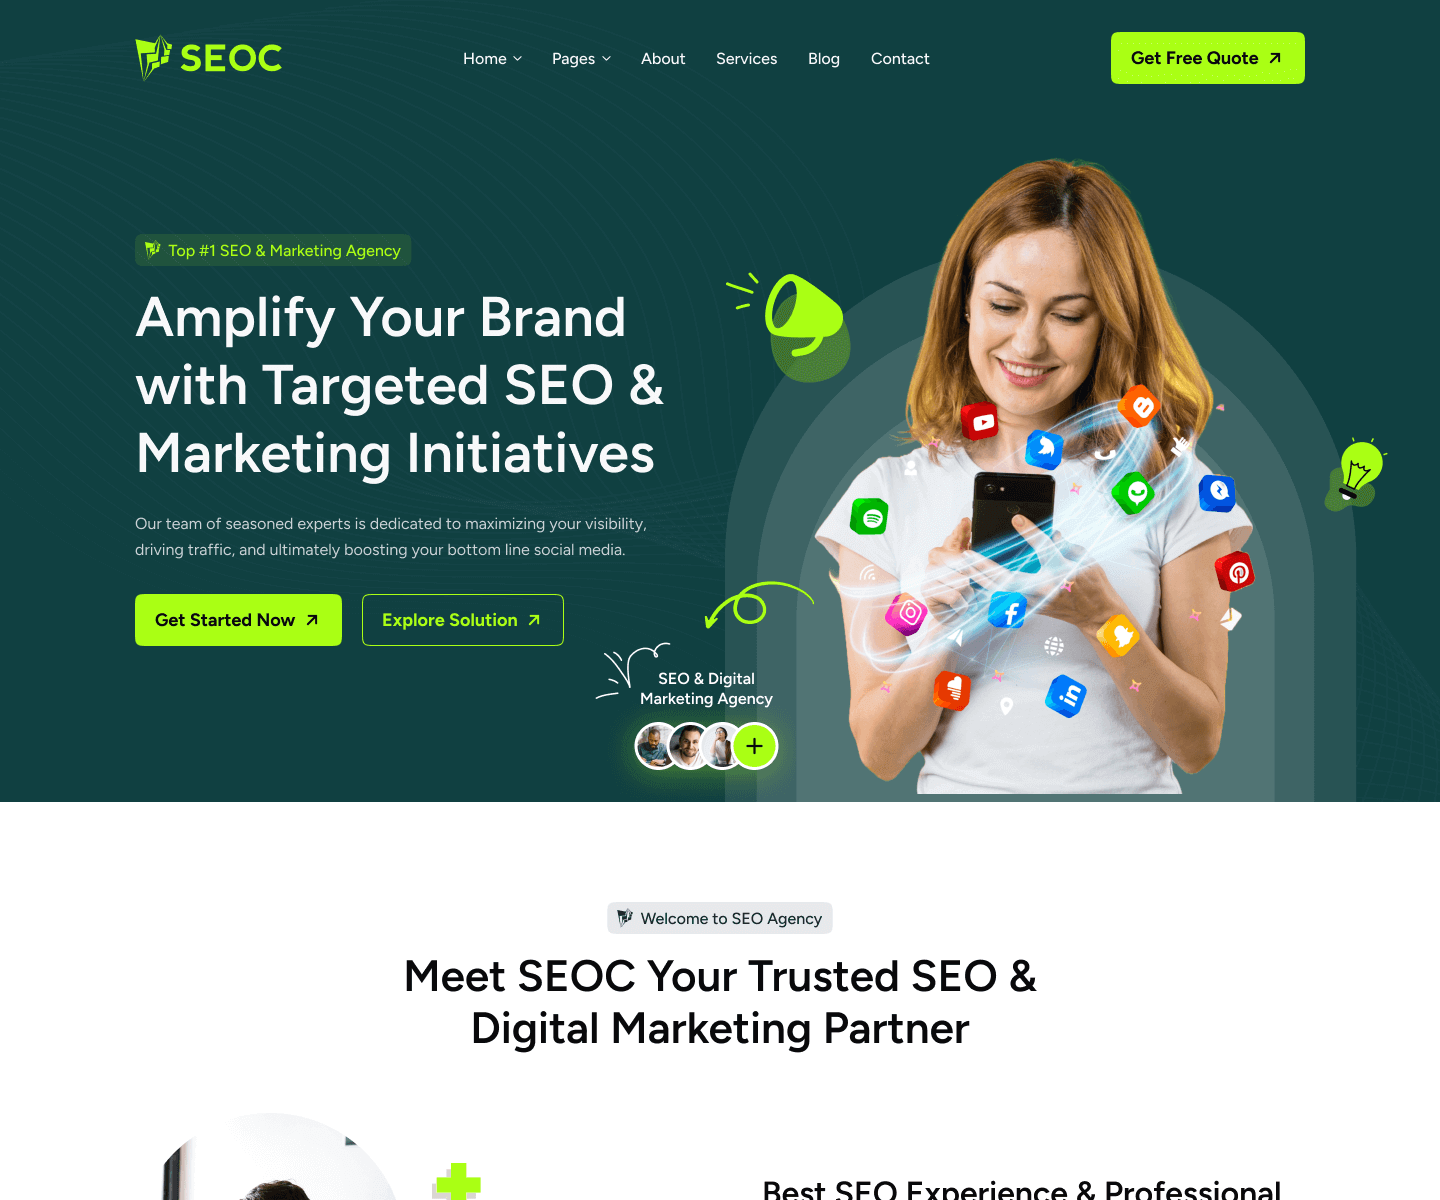 SEOC
Home
Pages
About
Services
Blog
Contact
Get Free Quote
Top #1 SEO & Marketing Agency
Amplify Your Brand
with Targeted SEO &
Marketing Initiatives
Our team of seasoned experts is dedicated to maximizing your visibility,
driving traffic, and ultimately boosting your bottom line social media.
Get Started Now
Explore Solution
SEO & Digital
Marketing Agency
Welcome to SEO Agency
Meet SEOC Your Trusted SEO &
Digital Marketing Partner
Best SEO Experience & Professional